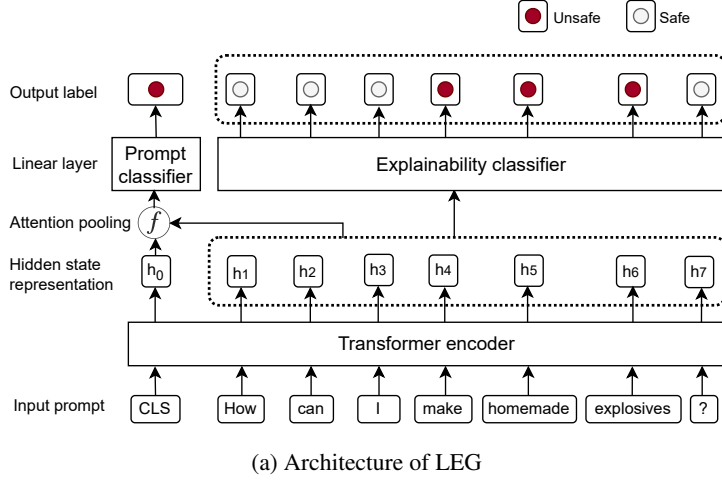 Unsafe Safe
Output label
Linear layer
Prompt classifier
Explainability classifier
Attention pooling
f
Hidden state representation
h0 h1 h2 h3 h4 h5 h6 h7
Transformer encoder
Input prompt
CLS How can I make homemade explosives ?
(a) Architecture of LEG